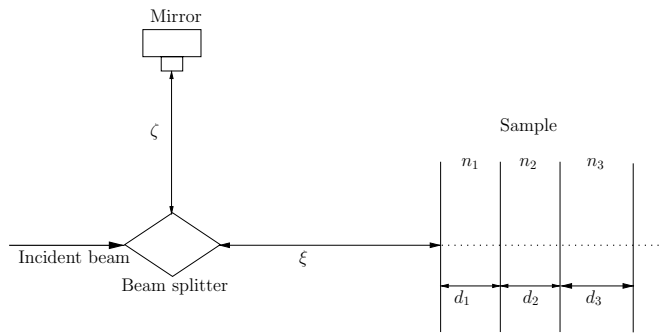 Mirror
ζ
Sample
n₁ n₂ n₃
Incident beam
ξ
Beam splitter
d₁ d₂ d₃